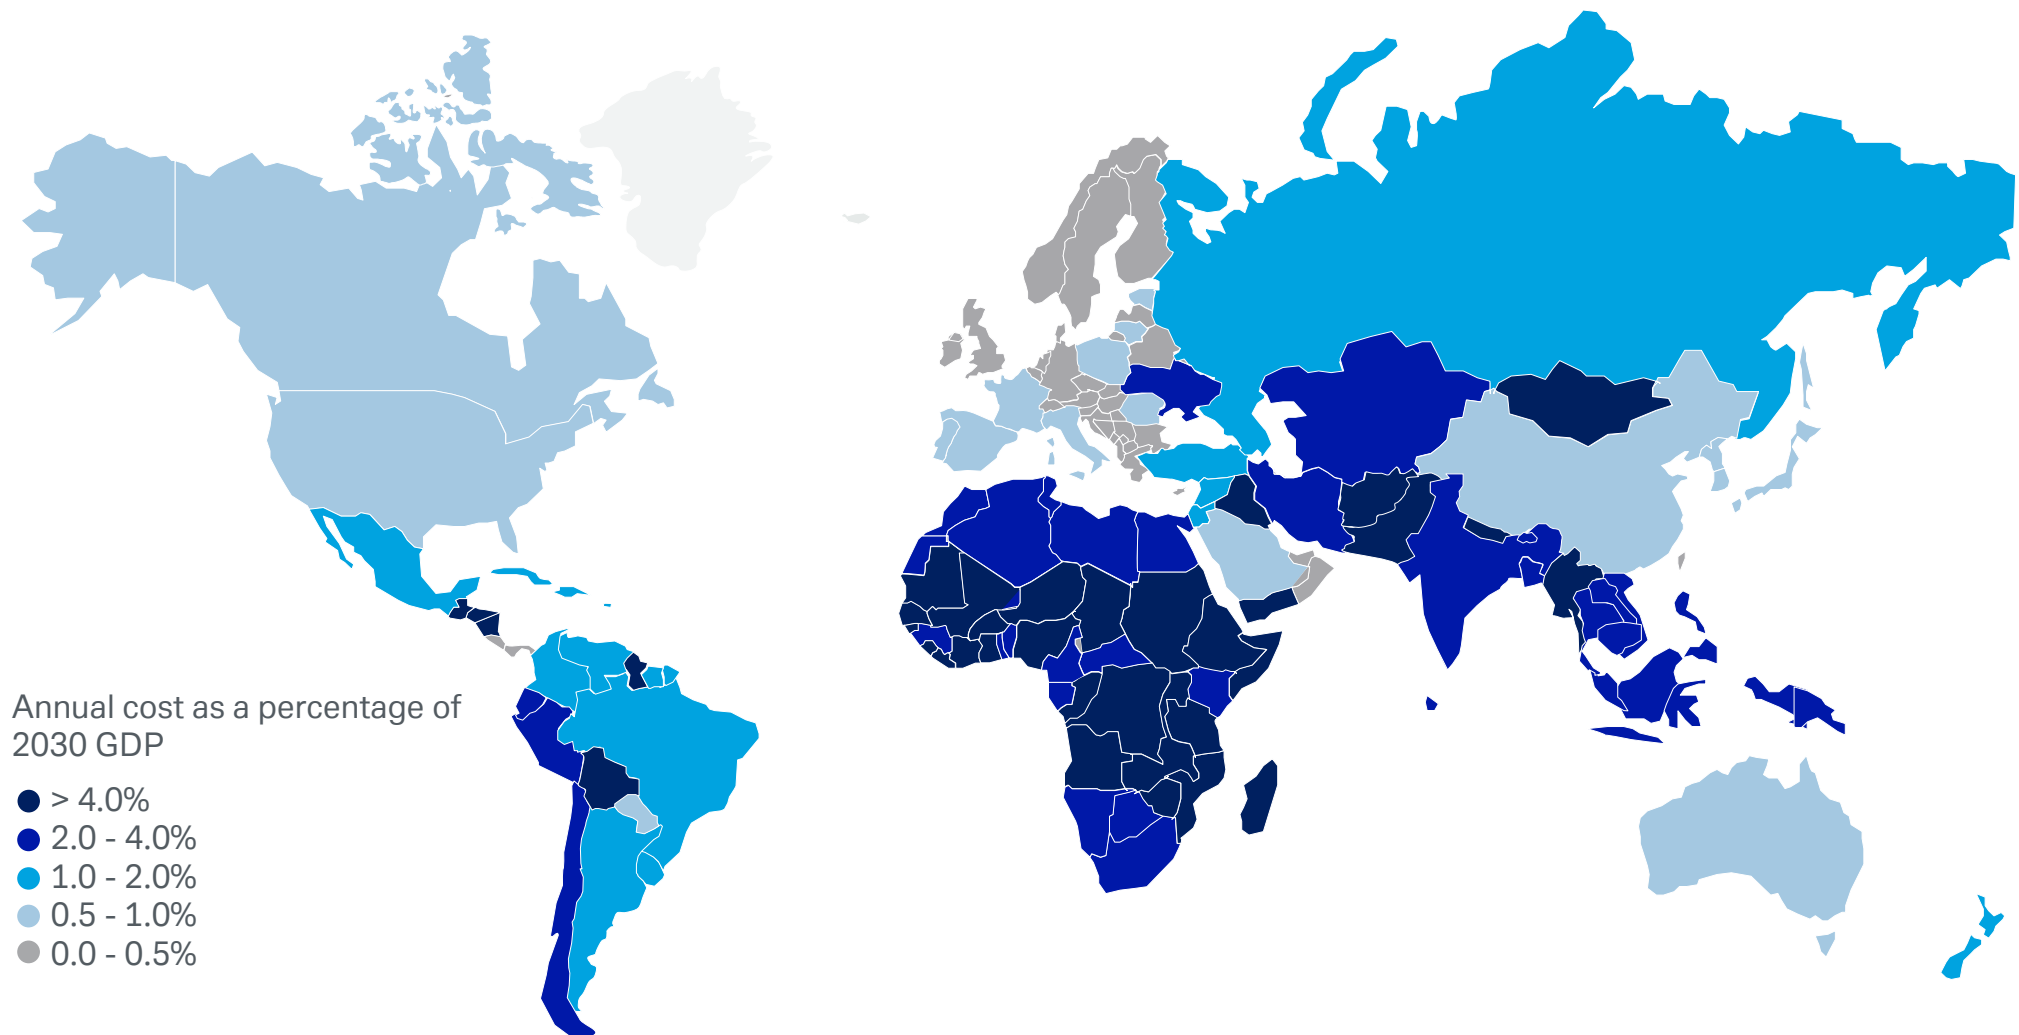 Annual cost as a percentage of
2030 GDP
> 4.0%
2.0 - 4.0%
1.0 - 2.0%
0.5 - 1.0%
0.0 - 0.5%